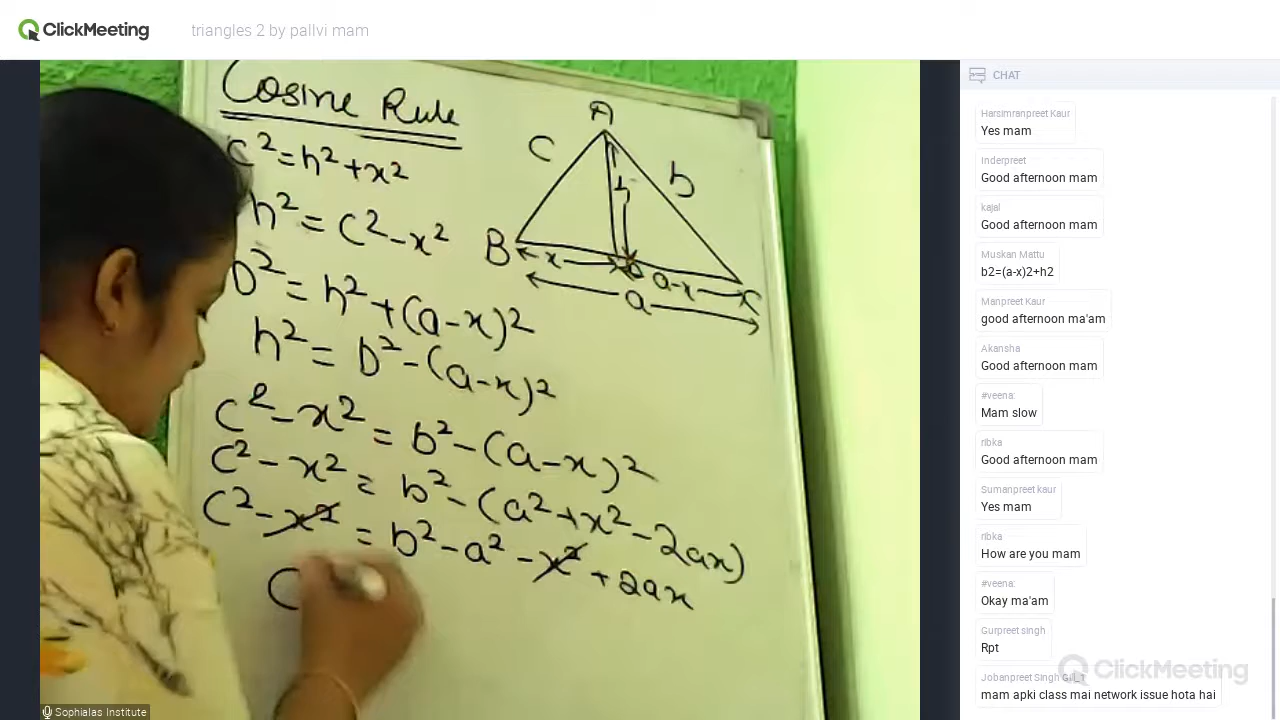 ClickMeeting
triangles 2 by pallvi mam
CHAT
Cosine Rule
c² = h² + x²
h² = c² - x²
b² = h² + (a-x)²
h² = b² - (a-x)²
c² - x² = b² - (a-x)²
c² - x² = b² - (a² + x² - 2ax)
c² - x² = b² - a² - x² + 2ax
C
A
C
b
h
B
x
D
a-x
C
a
Harsimranpreet Kaur
Yes mam
Inderpreet
Good afternoon mam
kajal
Good afternoon mam
Muskan Mattu
b2=(a-x)2+h2
Manpreet Kaur
good afternoon ma'am
Akansha
Good afternoon mam
#veena:
Mam slow
ribka
Good afternoon mam
Sumanpreet kaur
Yes mam
ribka
How are you mam
#veena:
Okay ma'am
Gurpreet singh
Rpt
Jobanpreet Singh
mam apki class mai network issue hota hai
ClickMeeting
Sophialas Institute